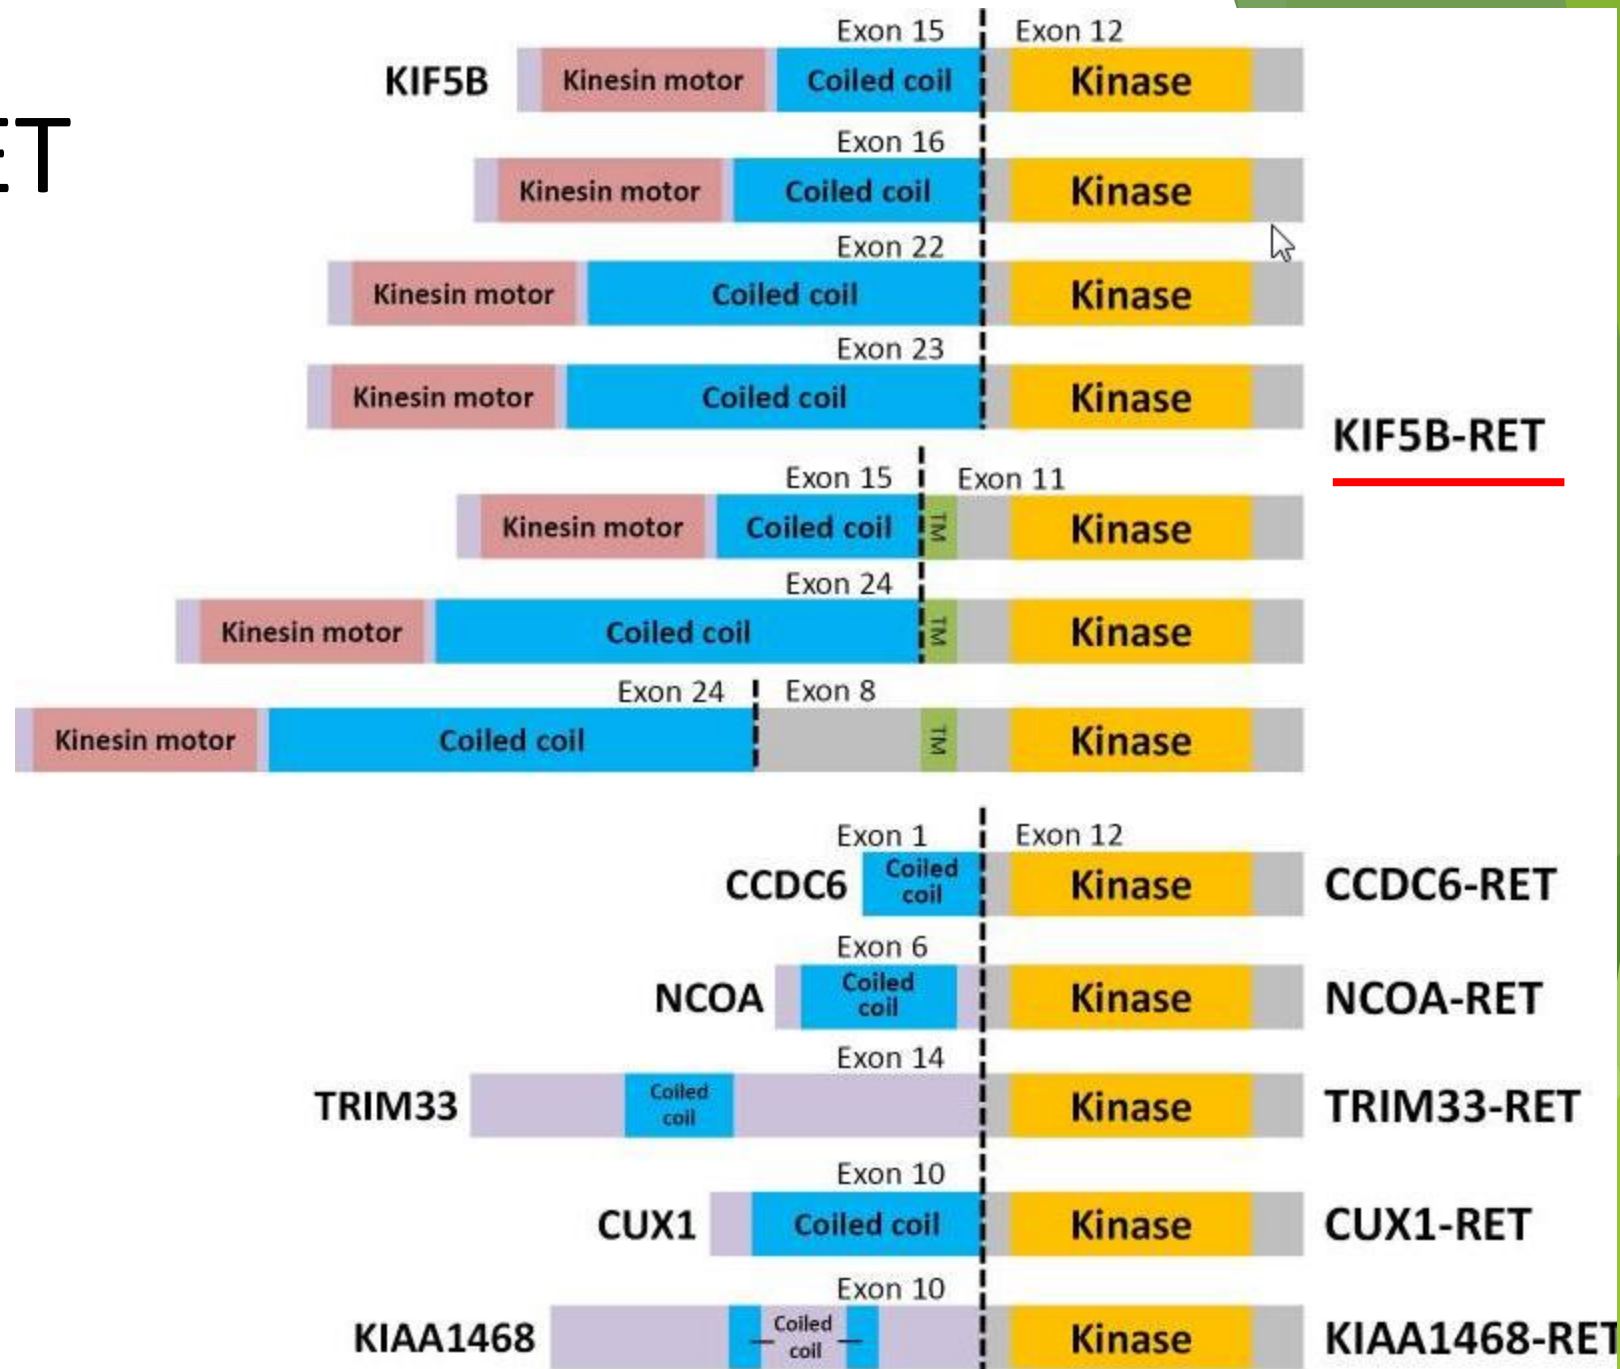 ET
Exon 15 Exon 12
KIF5B Kinesin motor Coiled coil Kinase
Exon 16
Kinesin motor Coiled coil Kinase
Exon 22
Kinesin motor Coiled coil Kinase
Exon 23
Kinesin motor Coiled coil Kinase
KIF5B-RET
Exon 15 Exon 11
Kinesin motor Coiled coil TM Kinase
Exon 24
Kinesin motor Coiled coil TM Kinase
Exon 24 Exon 8
Kinesin motor Coiled coil TM Kinase
Exon 1 Exon 12
CCDC6 Coiled coil Kinase CCDC6-RET
Exon 6
NCOA Coiled coil Kinase NCOA-RET
Exon 14
TRIM33 Coiled coil Kinase TRIM33-RET
Exon 10
CUX1 Coiled coil Kinase CUX1-RET
Exon 10
KIAA1468 Coiled coil Kinase KIAA1468-RET